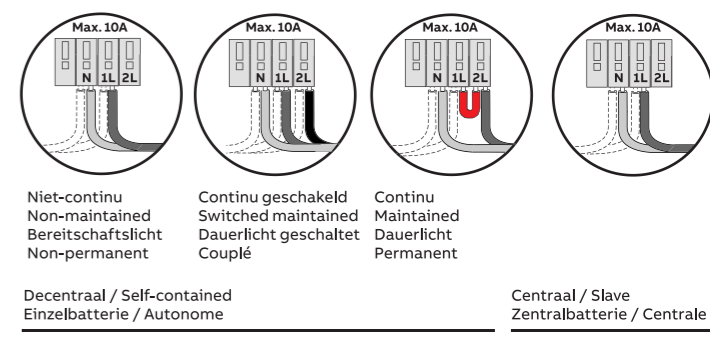 Max. 10A
N 1L 2L
Max. 10A
N 1L 2L
Max. 10A
N 1L 2L
Max. 10A
N 1L 2L
Niet-continu
Non-maintained
Bereitschaftslicht
Non-permanent
Continu geschakeld
Switched maintained
Dauerlicht geschaltet
Couplé
Continu
Maintained
Dauerlicht
Permanent
Decentraal / Self-contained
Einzelbatterie / Autonome
Centraal / Slave
Zentralbatterie / Centrale